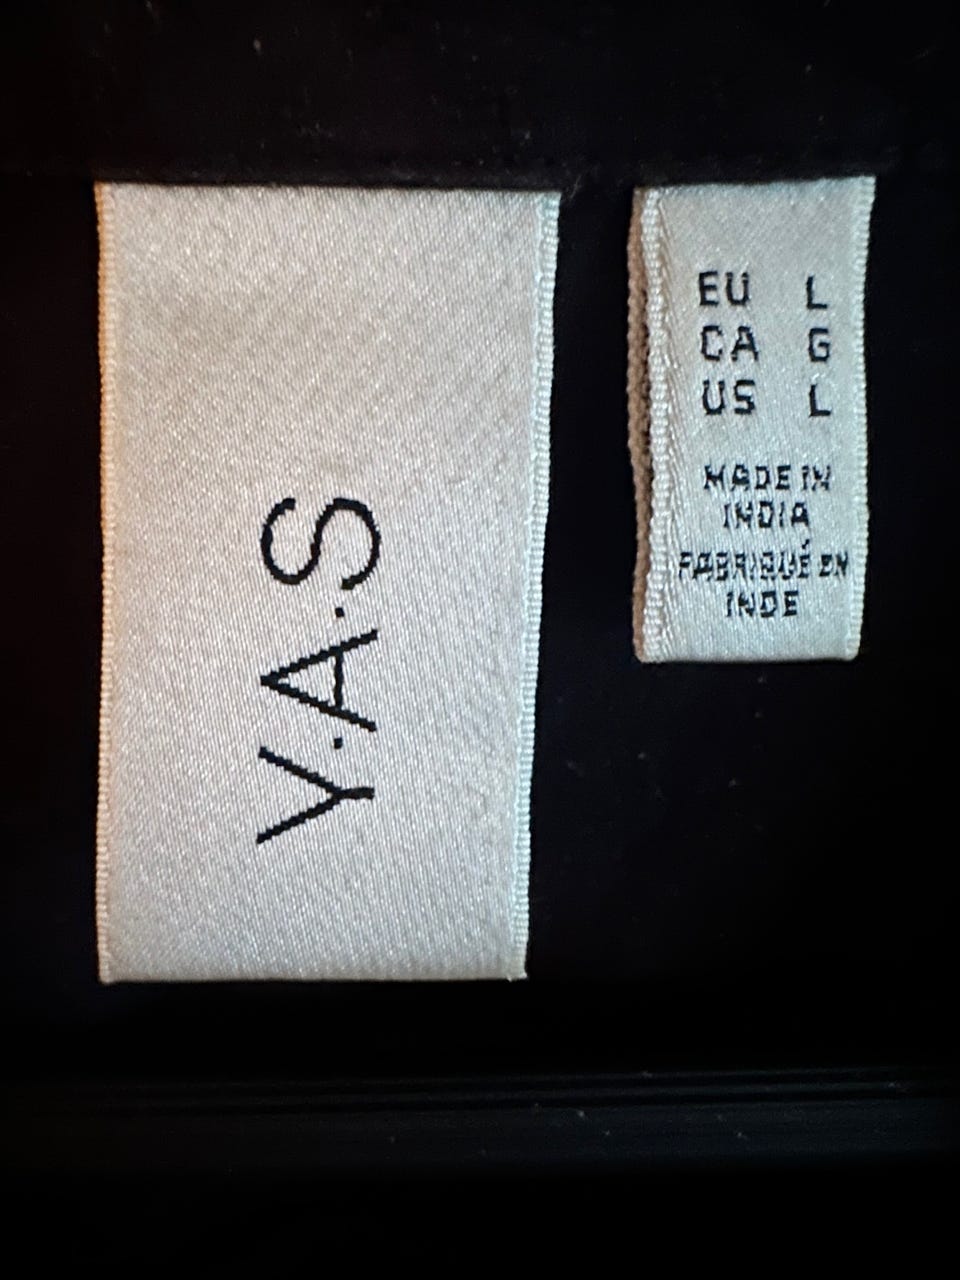 Y.A.S
EU L
CA G
US L
MADE IN
INDIA
FABRIQUÉ EN
INDE